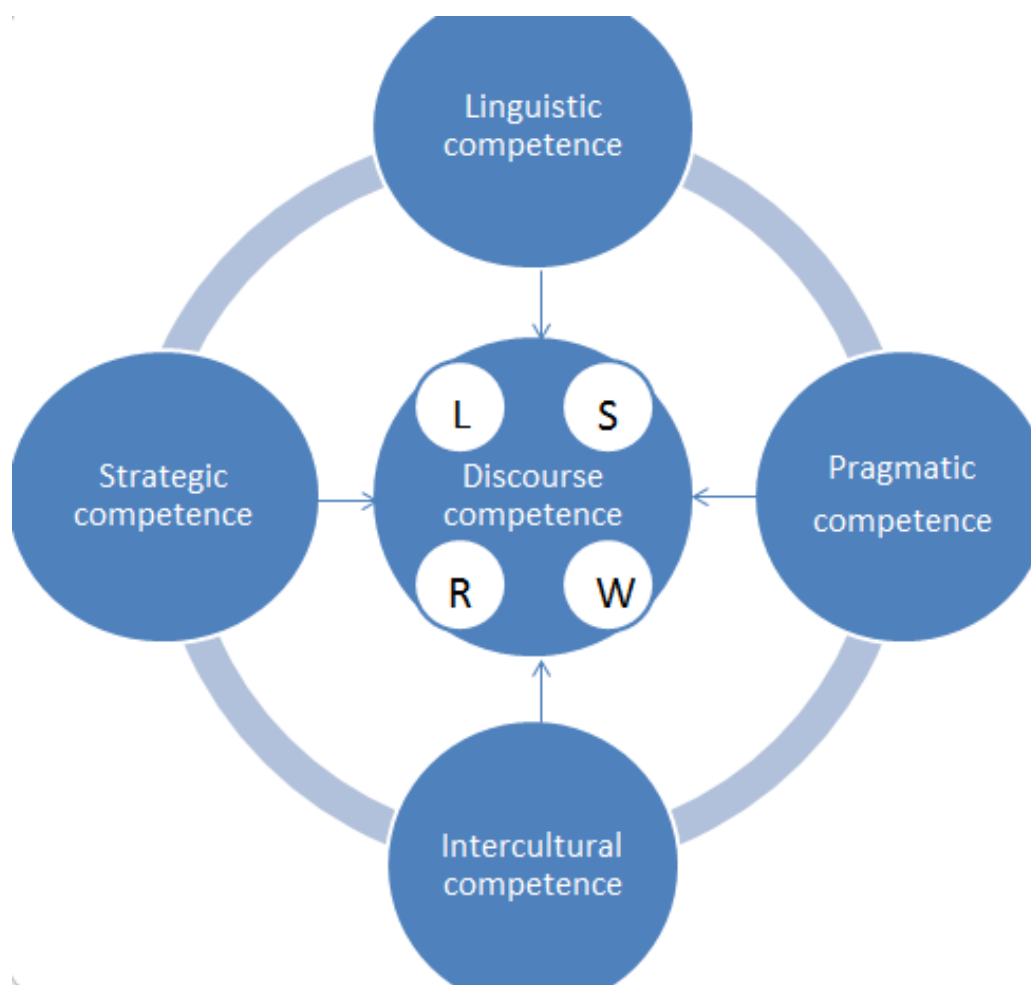 Linguistic
competence
L
S
Strategic
competence
Discourse
competence
Pragmatic
competence
R
W
Intercultural
competence